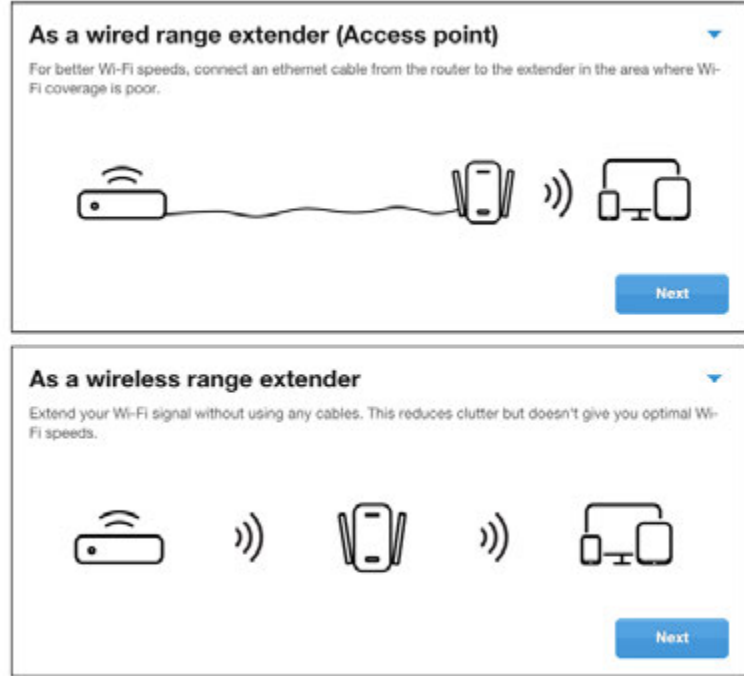 As a wired range extender (Access point)
For better Wi-Fi speeds, connect an ethernet cable from the router to the extender in the area where Wi-
Fi coverage is poor.
Next
As a wireless range extender
Extend your Wi-Fi signal without using any cables. This reduces clutter but doesn't give you optimal Wi-
Fi speeds.
Next